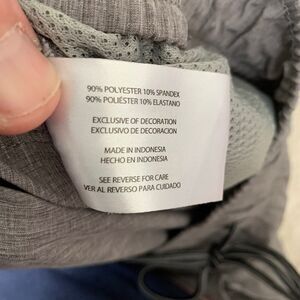 90% POLYESTER 10% SPANDEX
90% POLIÉSTER 10% ELASTANO
EXCLUSIVE OF DECORATION
EXCLUSIVO DE DECORACION
MADE IN INDONESIA
HECHO EN INDONESIA
SEE REVERSE FOR CARE
VER AL REVERSO PARA CUIDADO